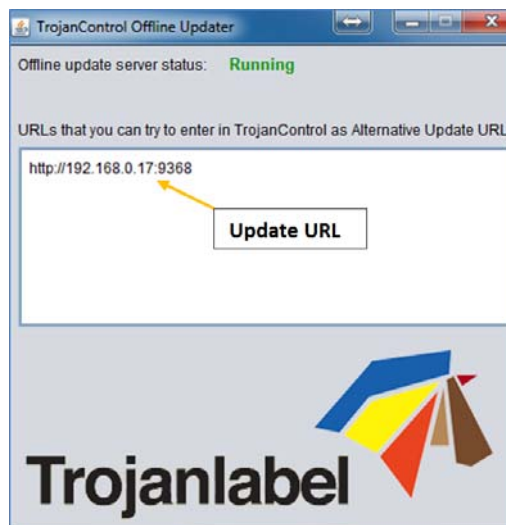 TrojanControl Offline Updater
Offline update server status: Running
URLs that you can try to enter in TrojanControl as Alternative Update URL
http://192.168.0.17:9368
Update URL
Trojanlabel